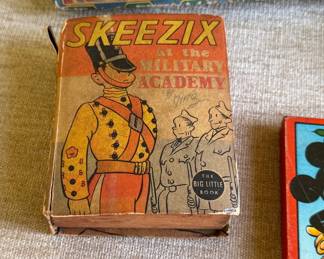 SKEEZIX
at the
MILITARY
ACADEMY
THE
BIG LITTLE
BOOK